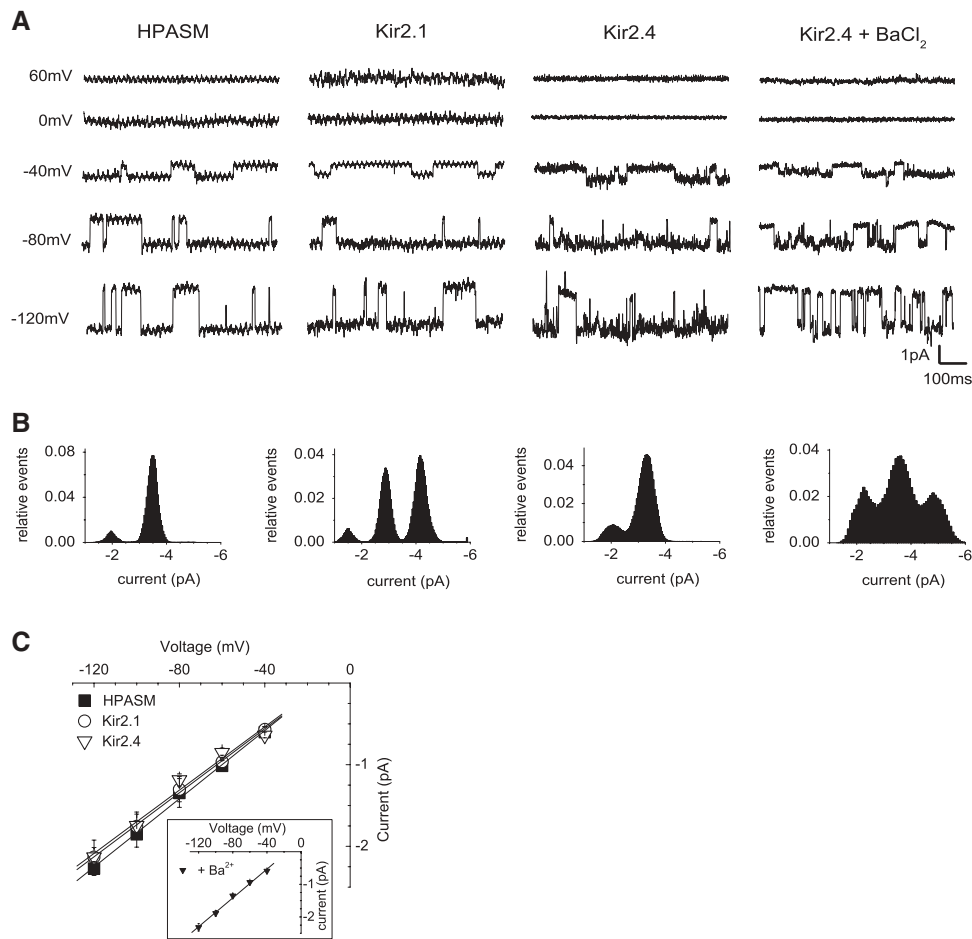 A
HPASM Kir2.1 Kir2.4 Kir2.4 + BaCl2
60mV
0mV
-40mV
-80mV
-120mV
1pA
100ms
B
relative events relative events relative events relative events
0.08 0.04 0.04 0.04
0.04 0.02 0.02 0.02
0.00 0.00 0.00 0.00
-2 -4 -6 -2 -4 -6 -2 -4 -6 -2 -4 -6
current (pA) current (pA) current (pA) current (pA)
C
Voltage (mV)
-120 -80 -40 0
HPASM
Kir2.1
Kir2.4
-1
-2
Current (pA)
Voltage (mV)
-120 -80 -40 0
+ Ba2+
-1
-2
current (pA)